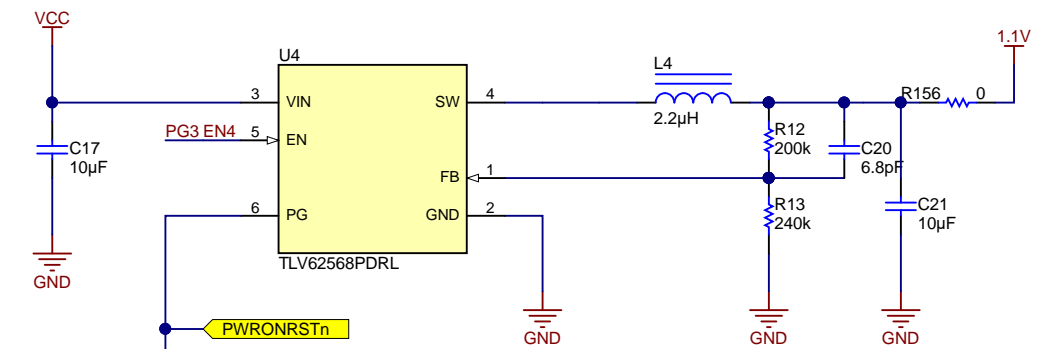 VCC
1.1V
U4
L4
3
VIN
SW
4
R156
0
2.2µH
R12
200k
PG3 EN4
5
EN
C17
10µF
C20
6.8pF
FB
1
6
PG
GND
2
R13
240k
C21
10µF
TLV62568PDRL
GND
PWRONRSTn
GND
GND
GND